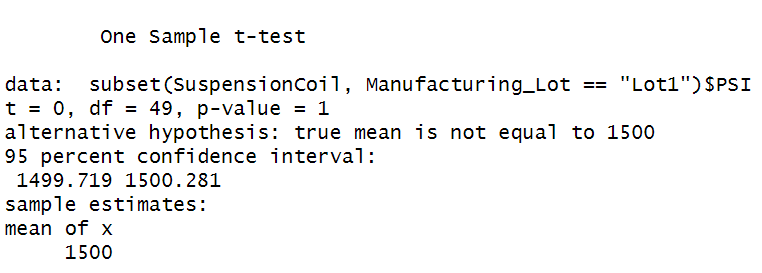 One Sample t-test
data:  subset(SuspensionCoil, Manufacturing_Lot == "Lot1")$PSI
t = 0, df = 49, p-value = 1
alternative hypothesis: true mean is not equal to 1500
95 percent confidence interval:
1499.719 1500.281
sample estimates:
mean of x
1500